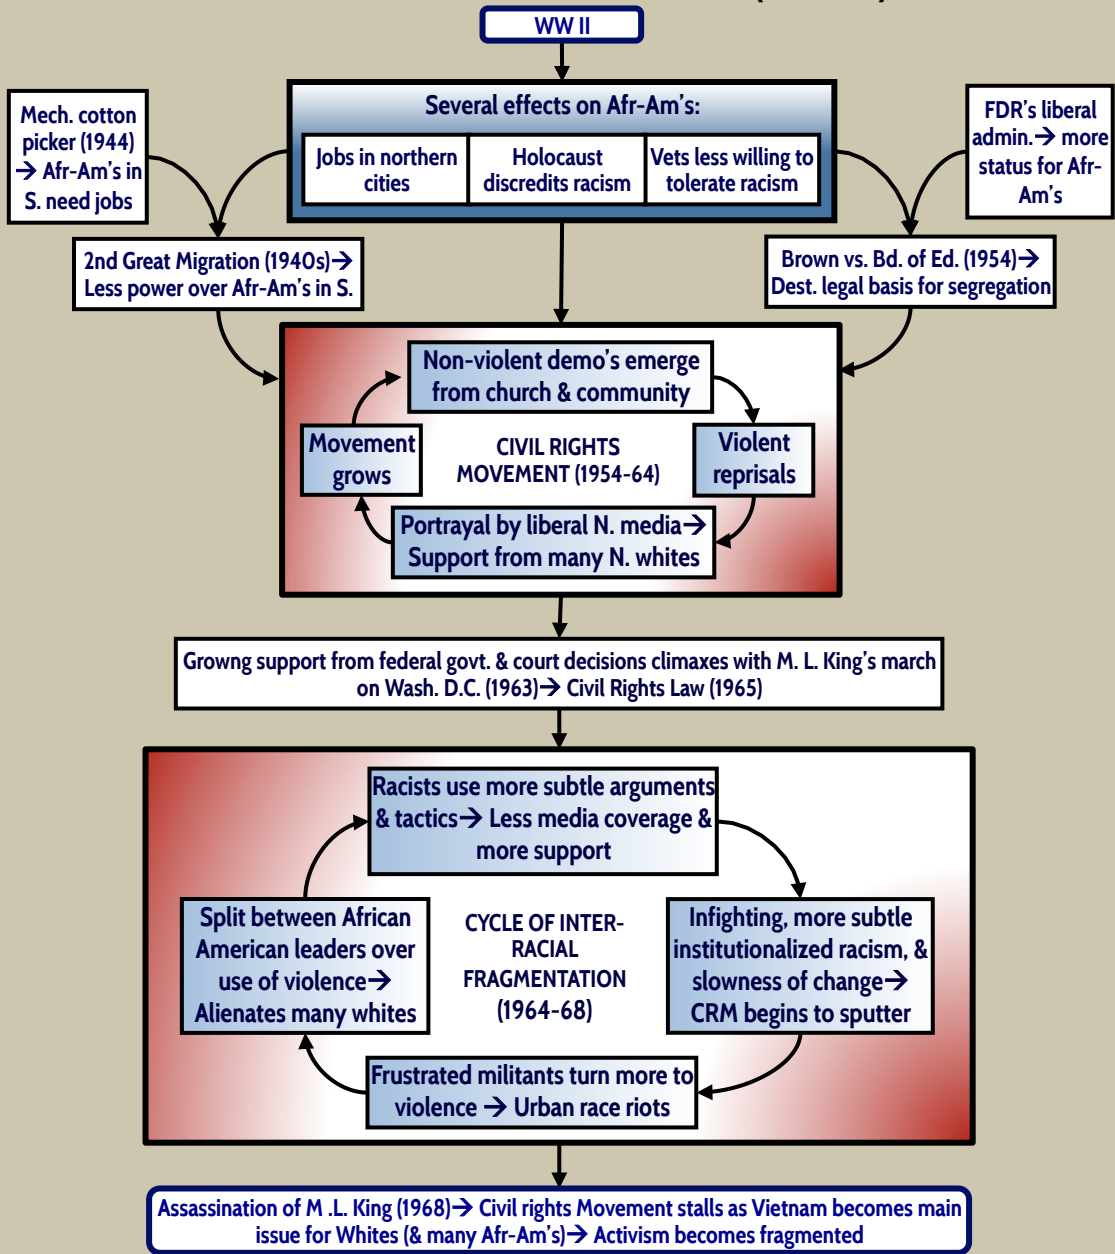 WW II
Several effects on Afr-Am's:
Jobs in northern
cities
Holocaust
discredits racism
Vets less willing to
tolerate racism
Mech. cotton
picker (1944)
→ Afr-Am's in
S. need jobs
FDR's liberal
admin.→ more
status for Afr-
Am's
2nd Great Migration (1940s)→
Less power over Afr-Am's in S.
Brown vs. Bd. of Ed. (1954)→
Dest. legal basis for segregation
Non-violent demo's emerge
from church & community
Movement
grows
CIVIL RIGHTS
MOVEMENT (1954-64)
Violent
reprisals
Portrayal by liberal N. media→
Support from many N. whites
Growng support from federal govt. & court decisions climaxes with M. L. King's march
on Wash. D.C. (1963)→ Civil Rights Law (1965)
Racists use more subtle arguments
& tactics→ Less media coverage &
more support
Split between African
American leaders over
use of violence→
Alienates many whites
CYCLE OF INTER-
RACIAL
FRAGMENTATION
(1964-68)
Infighting, more subtle
institutionalized racism, &
slowness of change→
CRM begins to sputter
Frustrated militants turn more to
violence → Urban race riots
Assassination of M .L. King (1968)→ Civil rights Movement stalls as Vietnam becomes main
issue for Whites (& many Afr-Am's)→ Activism becomes fragmented